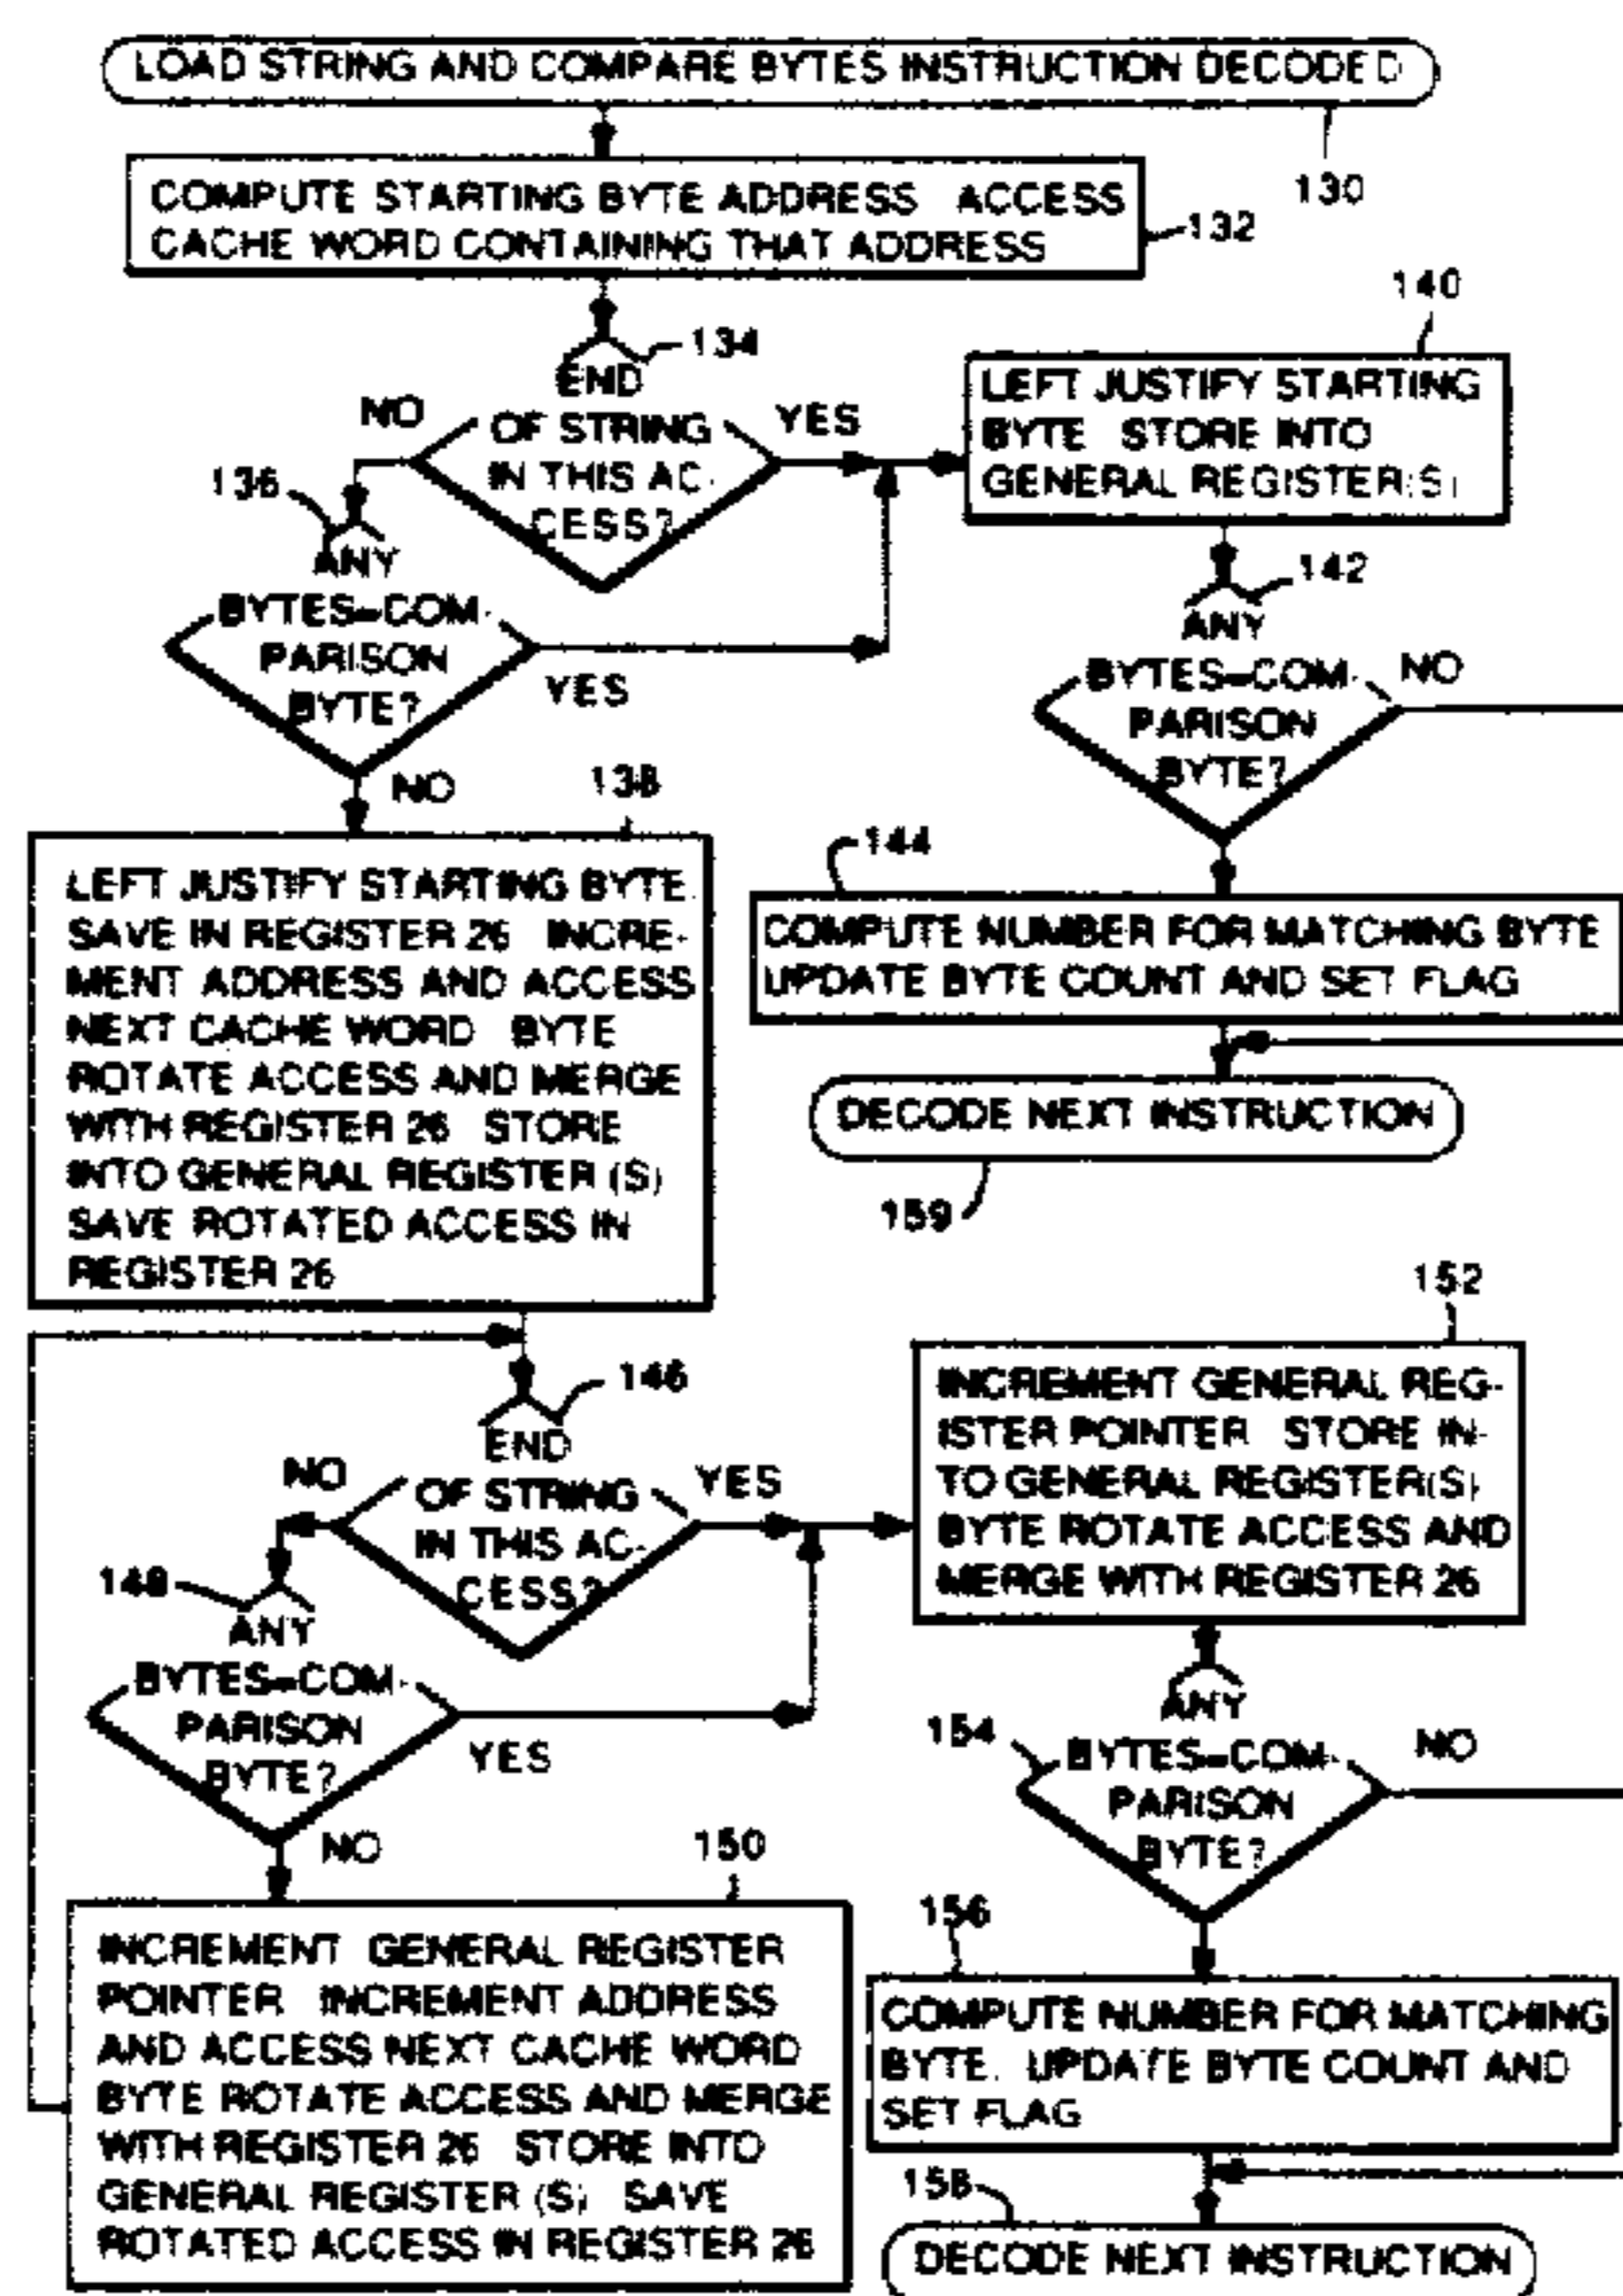 LOAD STRING AND COMPARE BYTES INSTRUCTION DECODED
130
COMPUTE STARTING BYTE ADDRESS ACCESS
CACHE WORD CONTAINING THAT ADDRESS
132
134
END
OF STRING
IN THIS AC-
CESS?
NO
YES
140
LEFT JUSTIFY STARTING
BYTE STORE INTO
GENERAL REGISTER(S)
136
ANY
BYTES=COM-
PARISON
BYTE?
YES
NO
142
ANY
BYTES=COM-
PARISON
BYTE?
NO
138
LEFT JUSTIFY STARTING BYTE.
SAVE IN REGISTER 26 INCRE-
MENT ADDRESS AND ACCESS
NEXT CACHE WORD BYTE
ROTATE ACCESS AND MERGE
WITH REGISTER 26 STORE
INTO GENERAL REGISTER (S)
SAVE ROTATED ACCESS IN
REGISTER 26
144
COMPUTE NUMBER FOR MATCHING BYTE
UPDATE BYTE COUNT AND SET FLAG
DECODE NEXT INSTRUCTION
159
146
END
OF STRING
IN THIS AC-
CESS?
NO
YES
152
INCREMENT GENERAL REG-
ISTER POINTER STORE IN-
TO GENERAL REGISTER(S)
BYTE ROTATE ACCESS AND
MERGE WITH REGISTER 26
148
ANY
BYTES=COM-
PARISON
BYTE?
YES
NO
154
ANY
BYTES=COM-
PARISON
BYTE?
NO
150
INCREMENT GENERAL REGISTER
POINTER INCREMENT ADDRESS
AND ACCESS NEXT CACHE WORD
BYTE ROTATE ACCESS AND MERGE
WITH REGISTER 26 STORE INTO
GENERAL REGISTER (S) SAVE
ROTATED ACCESS IN REGISTER 26
156
COMPUTE NUMBER FOR MATCHING
BYTE. UPDATE BYTE COUNT AND
SET FLAG
158
DECODE NEXT INSTRUCTION